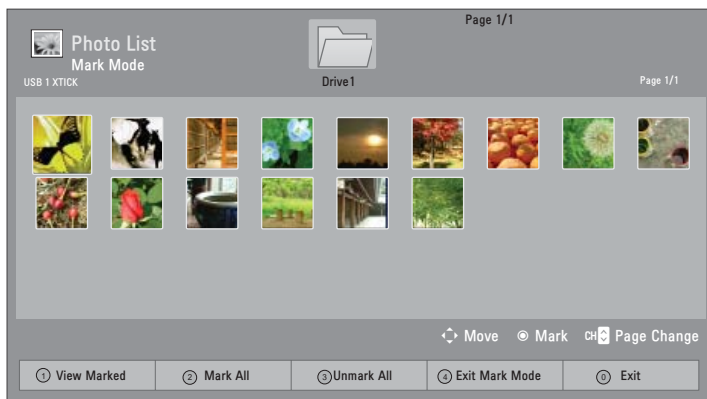 Page 1/1
Photo List
Mark Mode
USB 1 XTICK
Drive1
Page 1/1
Move ⦿ Mark CH Page Change
① View Marked
② Mark All
③ Unmark All
④ Exit Mark Mode
⓪ Exit